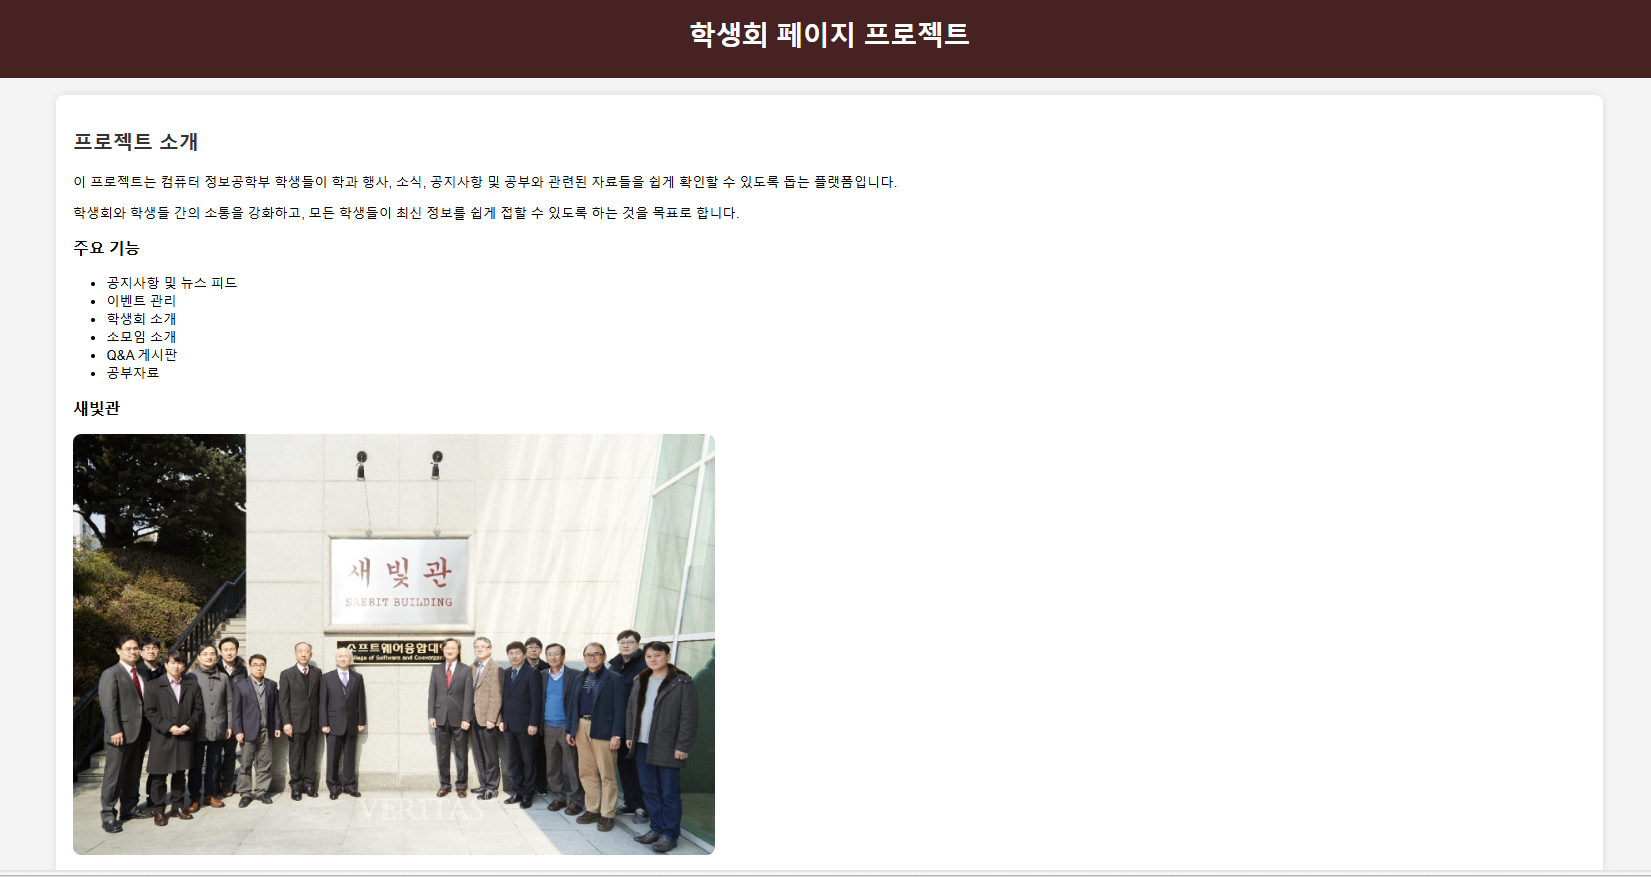 학생회 페이지 프로젝트
프로젝트 소개
이 프로젝트는 컴퓨터 정보공학부 학생들이 학과 행사, 소식, 공지사항 및 공부와 관련된 자료들을 쉽게 확인할 수 있도록 돕는 플랫폼입니다.
학생회와 학생들 간의 소통을 강화하고, 모든 학생들이 최신 정보를 쉽게 접할 수 있도록 하는 것을 목표로 합니다.
주요 기능
공지사항 및 뉴스 피드
이벤트 관리
학생회 소개
소모임 소개
Q&A 게시판
공부자료
새빛관
새빛관
SAEBIT BUILDING
소프트웨어융합대
College of Software and Convergen
VERITAS